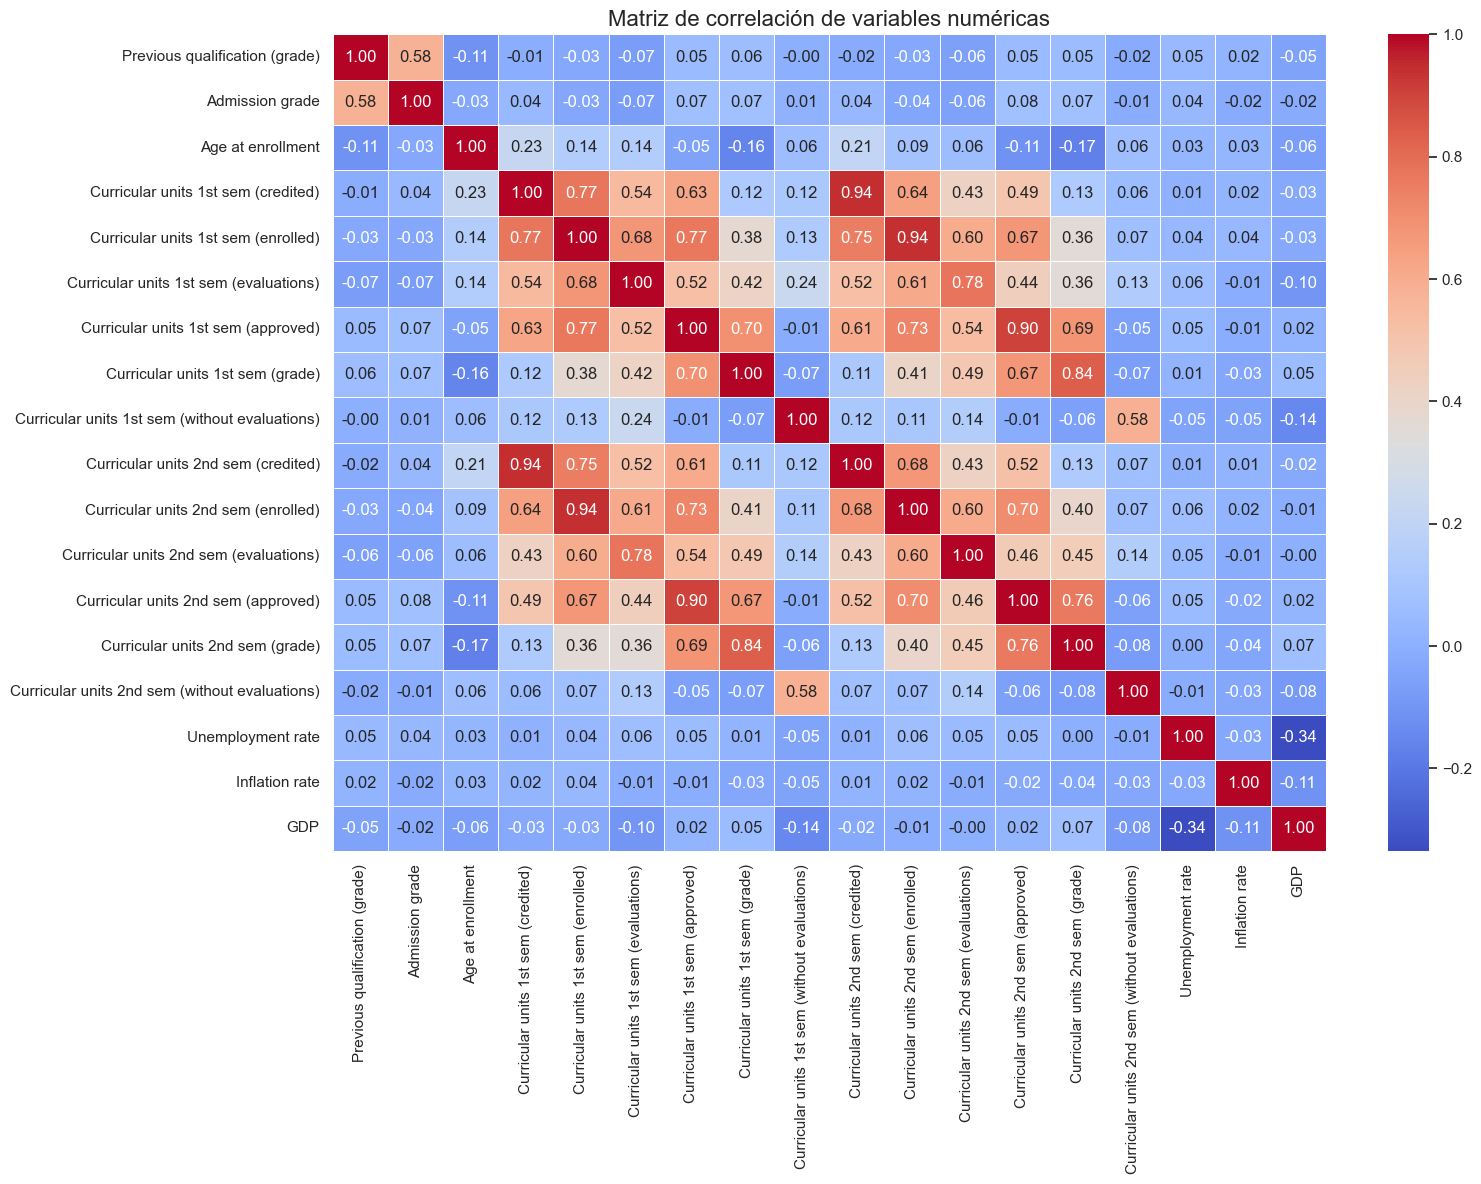 Matriz de correlación de variables numéricas
Previous qualification (grade) 1.00 0.58 -0.11 -0.01 -0.03 -0.07 0.05 0.06 -0.00 -0.02 -0.03 -0.06 0.05 0.05 -0.02 0.05 0.02 -0.05
Admission grade 0.58 1.00 -0.03 0.04 -0.03 -0.07 0.07 0.07 0.01 0.04 -0.04 -0.06 0.08 0.07 -0.01 0.04 -0.02 -0.02
Age at enrollment -0.11 -0.03 1.00 0.23 0.14 0.14 -0.05 -0.16 0.06 0.21 0.09 0.06 -0.11 -0.17 0.06 0.03 0.03 -0.06
Curricular units 1st sem (credited) -0.01 0.04 0.23 1.00 0.77 0.54 0.63 0.12 0.12 0.94 0.64 0.43 0.49 0.13 0.06 0.01 0.02 -0.03
Curricular units 1st sem (enrolled) -0.03 -0.03 0.14 0.77 1.00 0.68 0.77 0.38 0.13 0.75 0.94 0.60 0.67 0.36 0.07 0.04 0.04 -0.03
Curricular units 1st sem (evaluations) -0.07 -0.07 0.14 0.54 0.68 1.00 0.52 0.42 0.24 0.52 0.61 0.78 0.44 0.36 0.13 0.06 -0.01 -0.10
Curricular units 1st sem (approved) 0.05 0.07 -0.05 0.63 0.77 0.52 1.00 0.70 -0.01 0.61 0.73 0.54 0.90 0.69 -0.05 0.05 -0.01 0.02
Curricular units 1st sem (grade) 0.06 0.07 -0.16 0.12 0.38 0.42 0.70 1.00 -0.07 0.11 0.41 0.49 0.67 0.84 -0.07 0.01 -0.03 0.05
Curricular units 1st sem (without evaluations) -0.00 0.01 0.06 0.12 0.13 0.24 -0.01 -0.07 1.00 0.12 0.11 0.14 -0.01 -0.06 0.58 -0.05 -0.05 -0.14
Curricular units 2nd sem (credited) -0.02 0.04 0.21 0.94 0.75 0.52 0.61 0.11 0.12 1.00 0.68 0.43 0.52 0.13 0.07 0.01 0.01 -0.02
Curricular units 2nd sem (enrolled) -0.03 -0.04 0.09 0.64 0.94 0.61 0.73 0.41 0.11 0.68 1.00 0.60 0.70 0.40 0.07 0.06 0.02 -0.01
Curricular units 2nd sem (evaluations) -0.06 -0.06 0.06 0.43 0.60 0.78 0.54 0.49 0.14 0.43 0.60 1.00 0.46 0.45 0.14 0.05 -0.01 -0.00
Curricular units 2nd sem (approved) 0.05 0.08 -0.11 0.49 0.67 0.44 0.90 0.67 -0.01 0.52 0.70 0.46 1.00 0.76 -0.06 0.05 -0.02 0.02
Curricular units 2nd sem (grade) 0.05 0.07 -0.17 0.13 0.36 0.36 0.69 0.84 -0.06 0.13 0.40 0.45 0.76 1.00 -0.08 0.00 -0.04 0.07
Curricular units 2nd sem (without evaluations) -0.02 -0.01 0.06 0.06 0.07 0.13 -0.05 -0.07 0.58 0.07 0.07 0.14 -0.06 -0.08 1.00 -0.01 -0.03 -0.08
Unemployment rate 0.05 0.04 0.03 0.01 0.04 0.06 0.05 0.01 -0.05 0.01 0.06 0.05 0.05 0.00 -0.01 1.00 -0.03 -0.34
Inflation rate 0.02 -0.02 0.03 0.02 0.04 -0.01 -0.01 -0.03 -0.05 0.01 0.02 -0.01 -0.02 -0.04 -0.03 -0.03 1.00 -0.11
GDP -0.05 -0.02 -0.06 -0.03 -0.03 -0.10 0.02 0.05 -0.14 -0.02 -0.01 -0.00 0.02 0.07 -0.08 -0.34 -0.11 1.00
Previous qualification (grade)
Admission grade
Age at enrollment
Curricular units 1st sem (credited)
Curricular units 1st sem (enrolled)
Curricular units 1st sem (evaluations)
Curricular units 1st sem (approved)
Curricular units 1st sem (grade)
Curricular units 1st sem (without evaluations)
Curricular units 2nd sem (credited)
Curricular units 2nd sem (enrolled)
Curricular units 2nd sem (evaluations)
Curricular units 2nd sem (approved)
Curricular units 2nd sem (grade)
Curricular units 2nd sem (without evaluations)
Unemployment rate
Inflation rate
GDP
1.0
0.8
0.6
0.4
0.2
0.0
−0.2